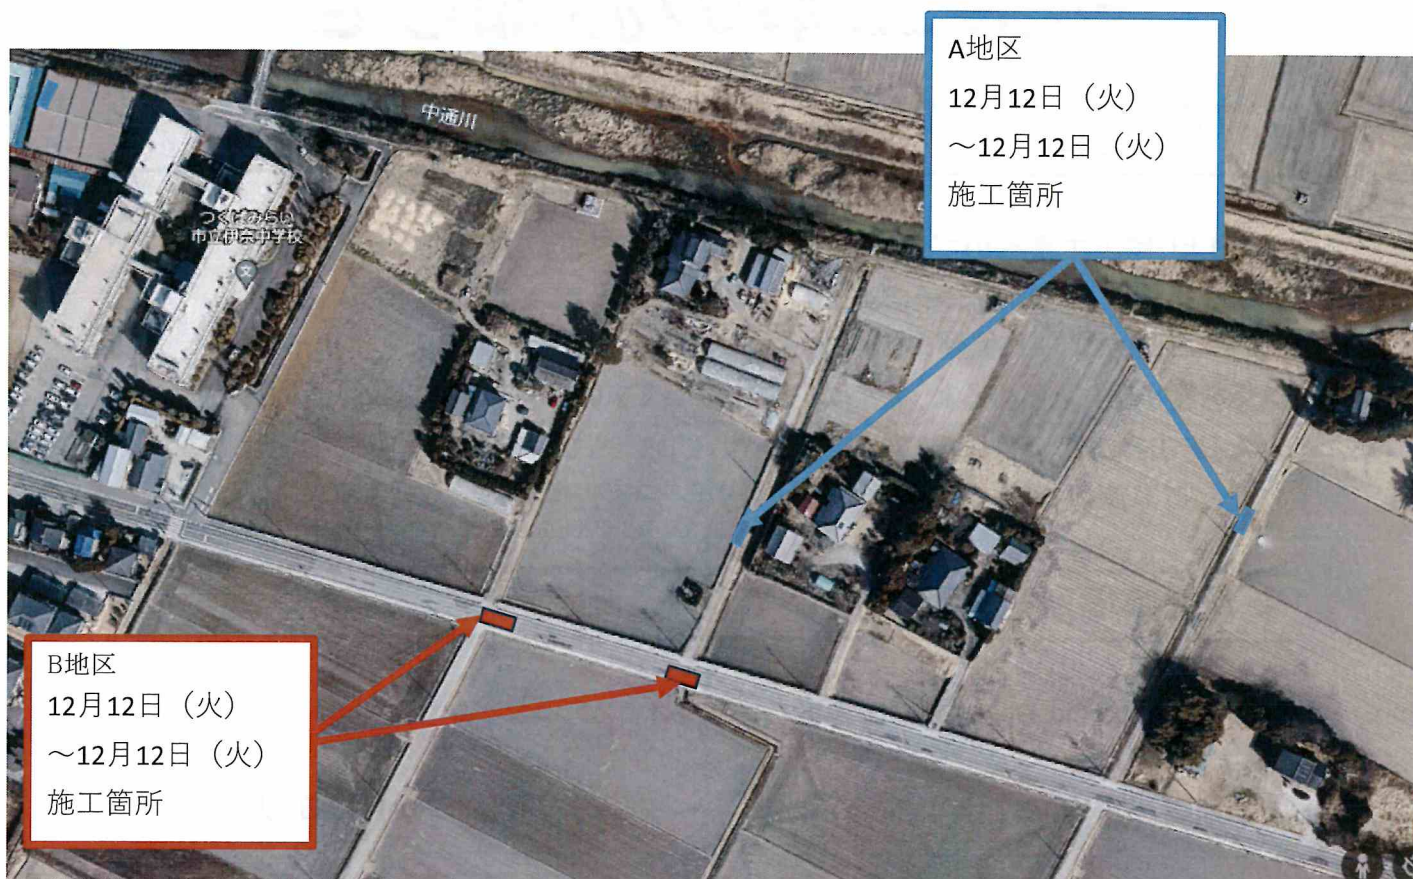 A地区
12月12日（火）
～12月12日（火）
施工箇所
中通川
つくばみらい
市立伊奈中学校
文
B地区
12月12日（火）
～12月12日（火）
施工箇所